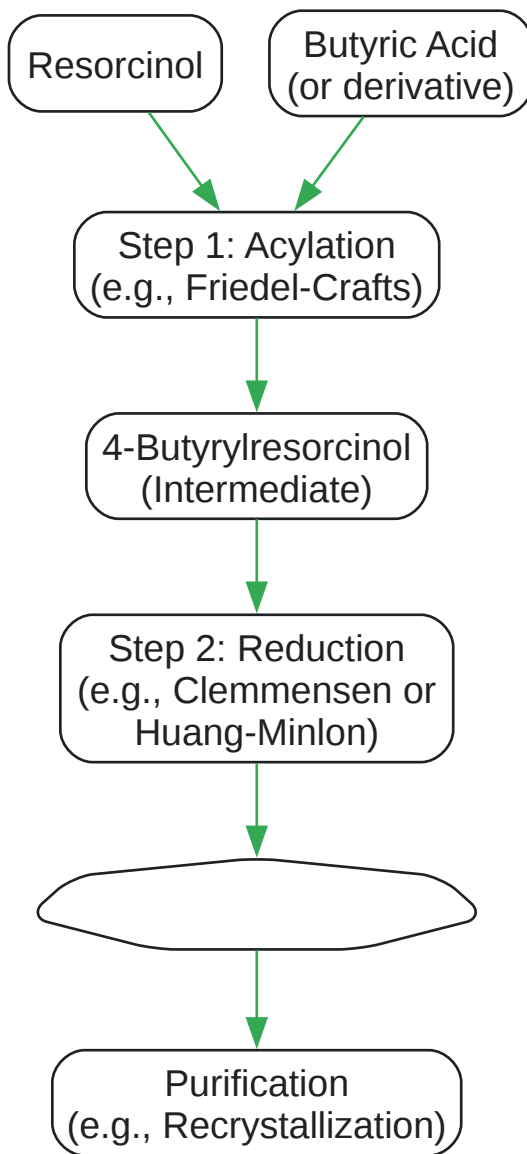 Resorcinol
Butyric Acid
(or derivative)
Step 1: Acylation
(e.g., Friedel-Crafts)
4-Butyrylresorcinol
(Intermediate)
Step 2: Reduction
(e.g., Clemmensen or
Huang-Minlon)
Purification
(e.g., Recrystallization)